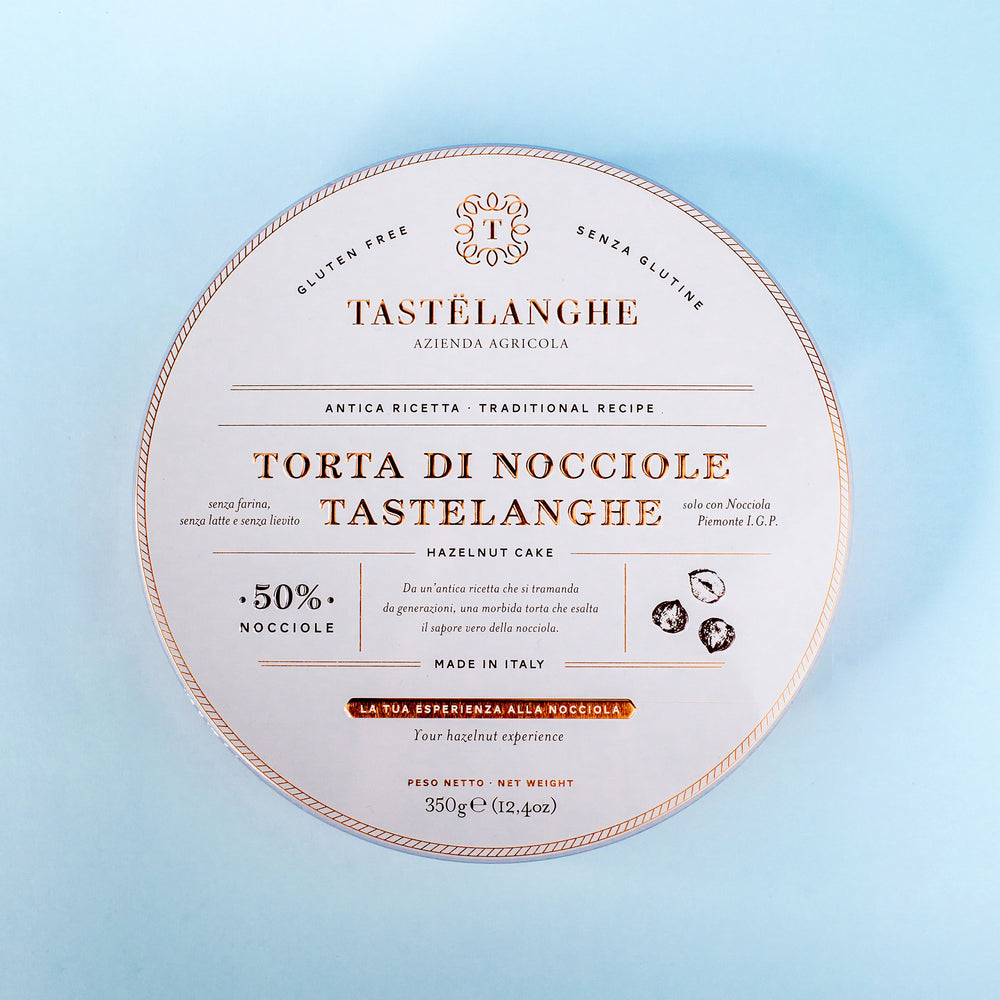 GLUTEN FREE
SENZA GLUTINE
T
TASTËLANGHE
AZIENDA AGRICOLA
ANTICA RICETTA · TRADITIONAL RECIPE
TORTA DI NOCCIOLE
TASTELANGHE
senza farina,
senza latte e senza lievito
solo con Nocciola
Piemonte I.G.P.
HAZELNUT CAKE
·50%·
NOCCIOLE
Da un'antica ricetta che si tramanda
da generazioni, una morbida torta che esalta
il sapore vero della nocciola.
MADE IN ITALY
LA TUA ESPERIENZA ALLA NOCCIOLA
Your hazelnut experience
PESO NETTO · NET WEIGHT
350g ℮ (12,4oz)